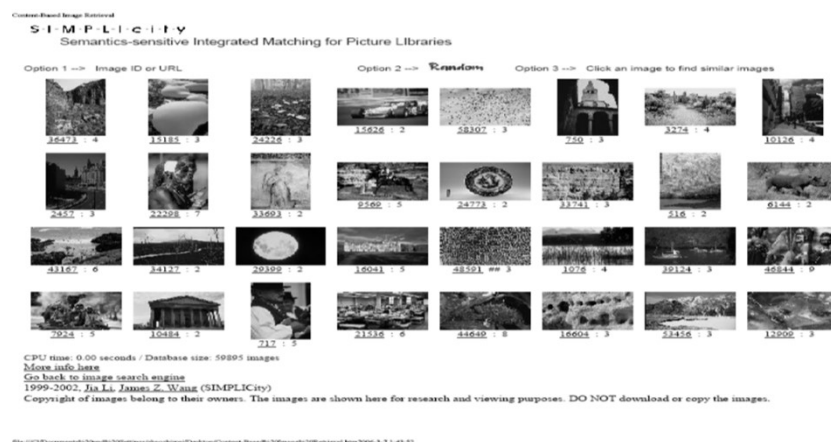 Content-Based Image Retrieval
S·I·M·P·L·I·c·i·t·y
Semantics-sensitive Integrated Matching for Picture LIbraries
Option 1 --> Image ID or URL Option 2 --> Random Option 3 --> Click an image to find similar images
36473 : 4 15185 : 3 24226 : 3 15626 : 2 58307 : 3 750 : 3 3274 : 4 10126 : 4
2457 : 3 22298 : 7 33693 : 2 9569 : 5 24773 : 2 33741 : 3 516 : 2 6144 : 2
43167 : 6 34127 : 2 29399 : 2 16041 : 5 48591 ## 3 1076 : 4 39124 : 3 46844 : 9
7924 : 5 10484 : 2 717 : 5 21536 : 6 44649 : 8 16604 : 3 53456 : 3 12909 : 3
CPU time: 0.00 seconds / Database size: 59895 images
More info here
Go back to image search engine
1999-2002, Jia Li, James Z. Wang (SIMPLICity)
Copyright of images belong to their owners. The images are shown here for research and viewing purposes. DO NOT download or copy the images.